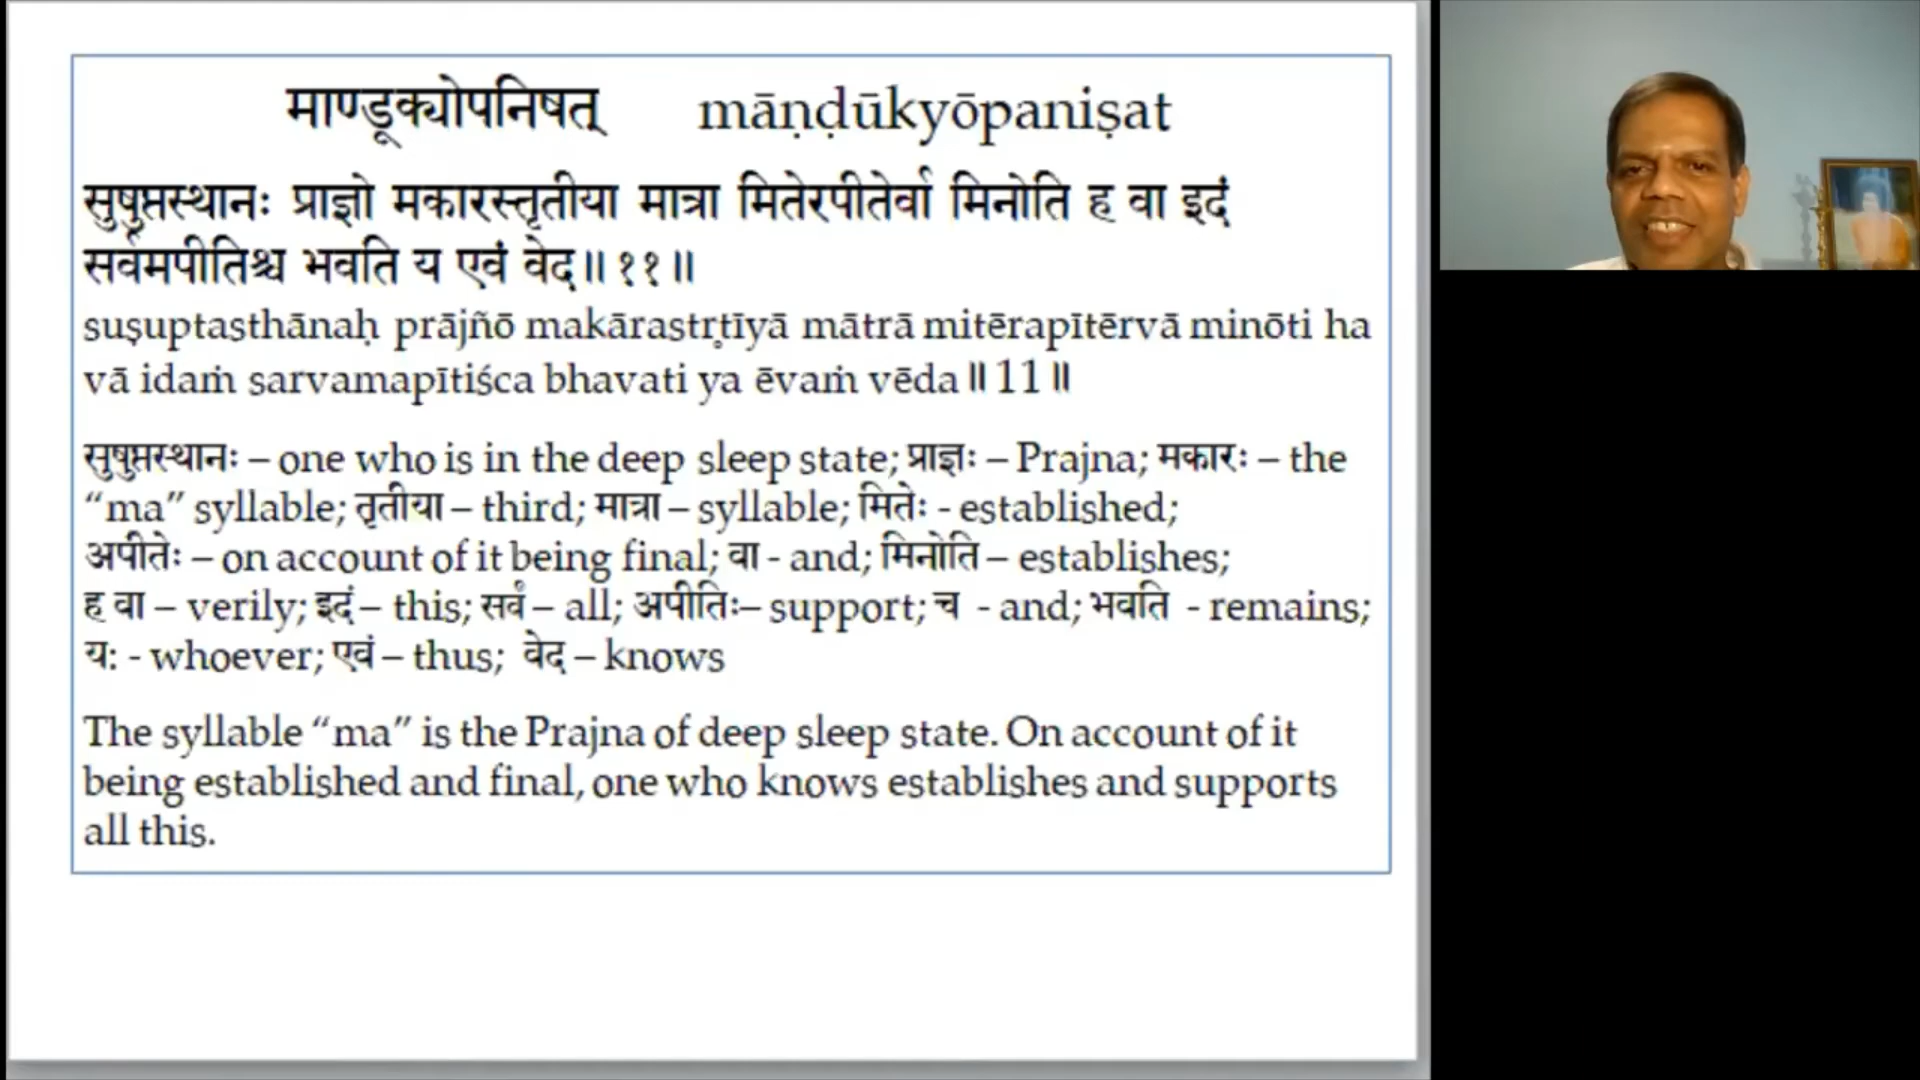 माण्डूक्योपनिषत् māṇḍūkyōpaniṣat
सुषुप्तस्थानः प्राज्ञो मकारस्तृतीया मात्रा मितेरपीतेर्वा मिनोति ह वा इदं
सर्वमपीतिश्च भवति य एवं वेद॥११॥
suṣuptasthānaḥ prājñō makārastr̥tīyā mātrā mitērapītērvā minōti ha
vā idaṁ sarvamapītiśca bhavati ya ēvaṁ vēda॥11॥
सुषुप्तस्थानः – one who is in the deep sleep state; प्राज्ञः – Prajna; मकारः – the
“ma” syllable; तृतीया – third; मात्रा – syllable; मितेः - established;
अपीतेः – on account of it being final; वा - and; मिनोति – establishes;
ह वा – verily; इदं – this; सर्वं – all; अपीतिः– support; च - and; भवति - remains;
य: - whoever; एवं – thus; वेद – knows
The syllable “ma” is the Prajna of deep sleep state. On account of it
being established and final, one who knows establishes and supports
all this.